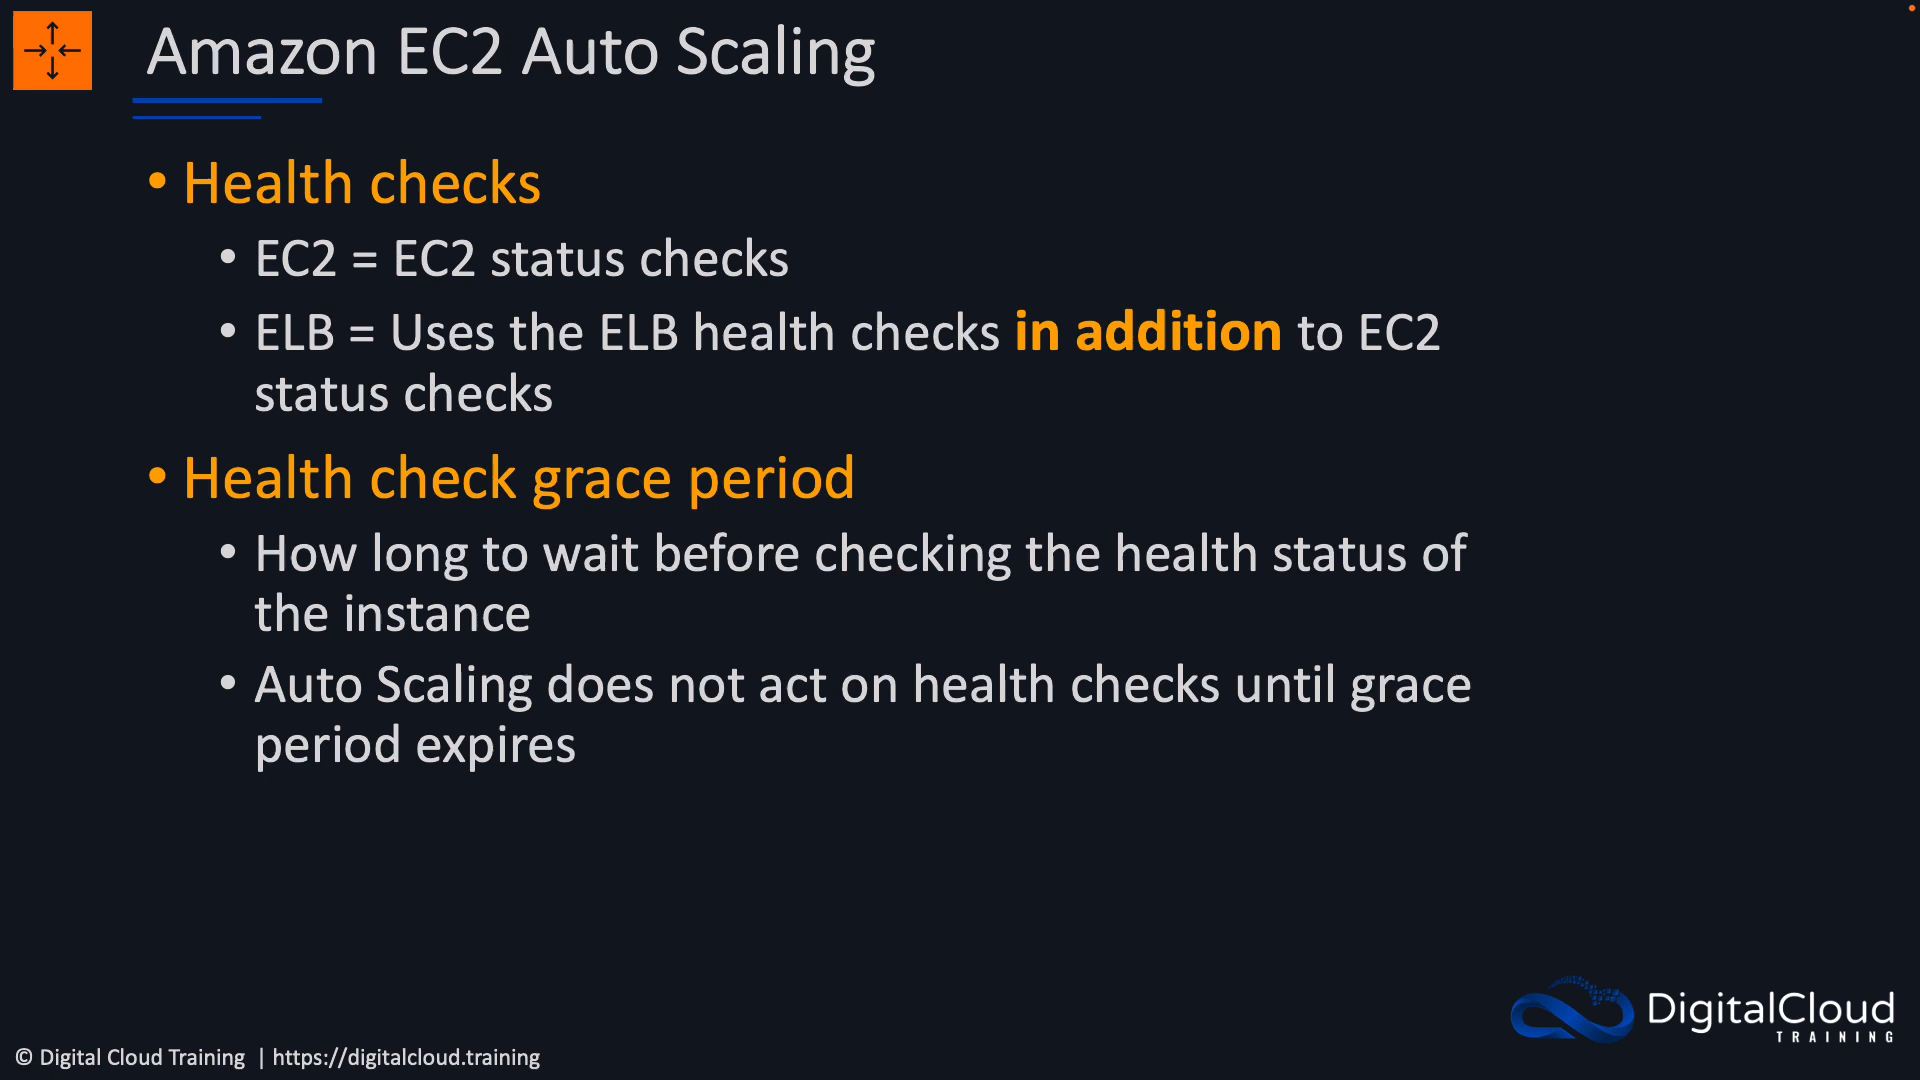 Amazon EC2 Auto Scaling
• Health checks
• EC2 = EC2 status checks
• ELB = Uses the ELB health checks in addition to EC2
status checks
• Health check grace period
• How long to wait before checking the health status of
the instance
• Auto Scaling does not act on health checks until grace
period expires
DigitalCloud
TRAINING
© Digital Cloud Training | https://digitalcloud.training